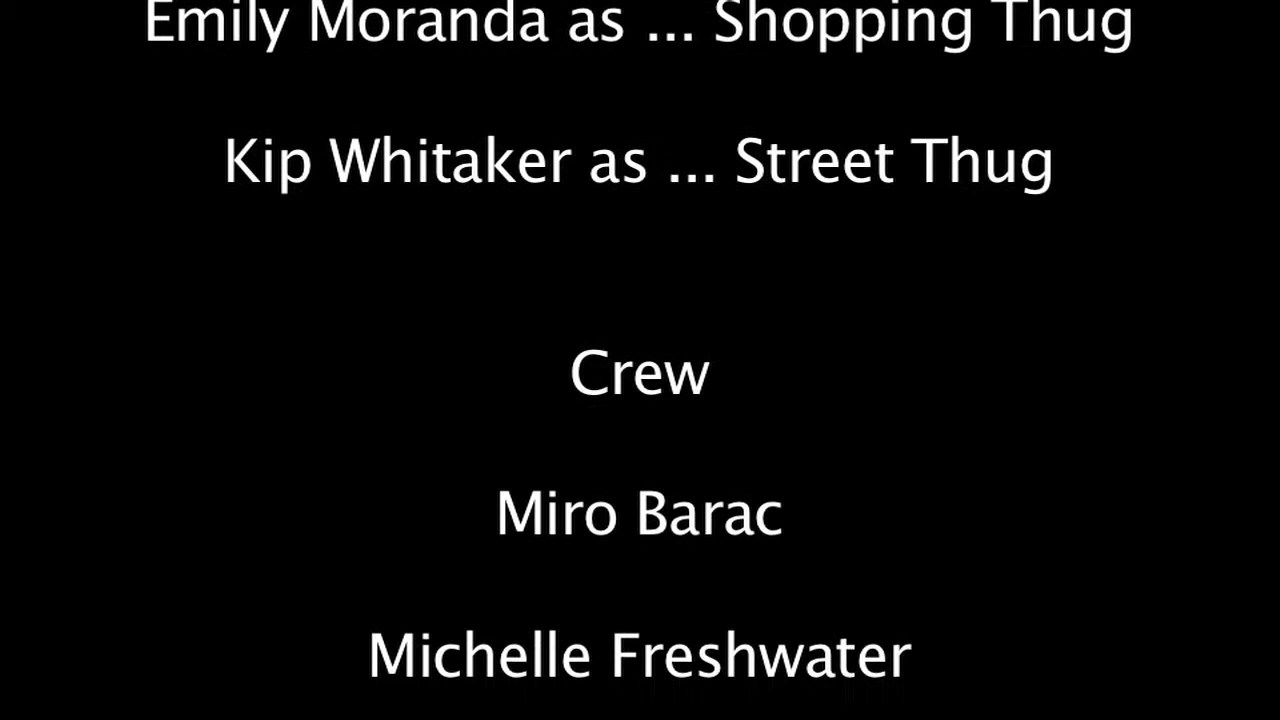 Emily Moranda as ... Shopping Thug
Kip Whitaker as ... Street Thug
Crew
Miro Barac
Michelle Freshwater